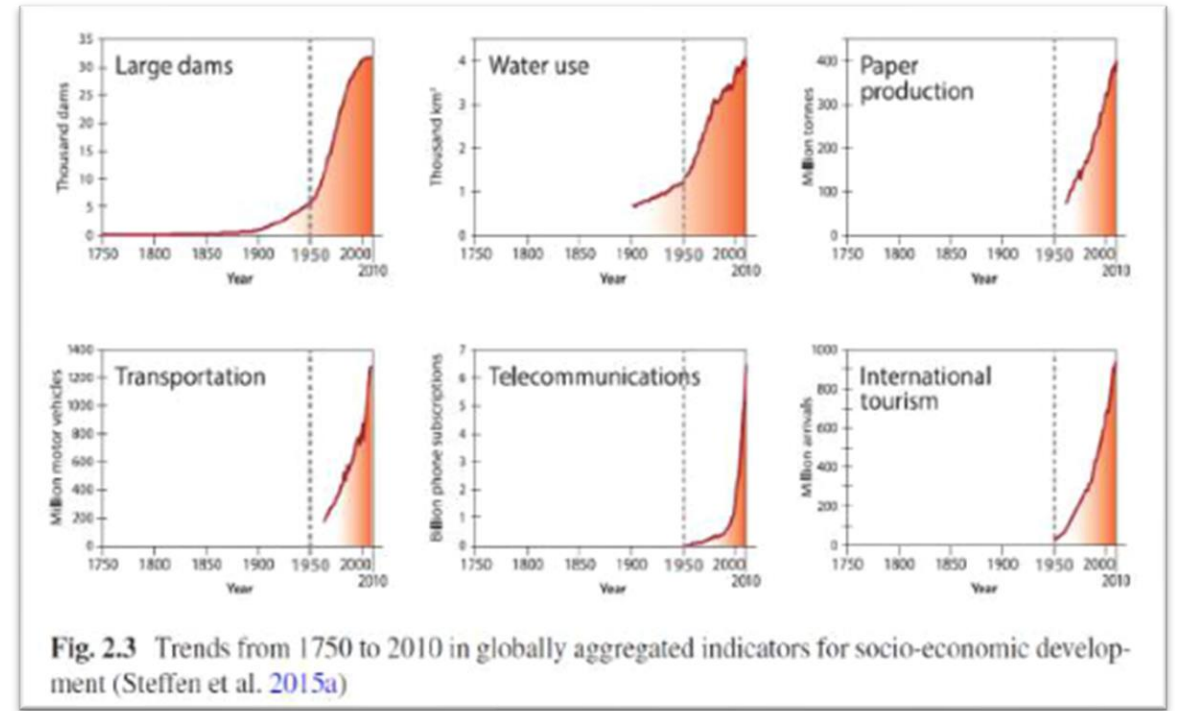 Large dams
Thousand dams
35
30
25
20
15
10
5
0
1750 1800 1850 1900 1950 2000
2010
Year
Water use
Thousand km³
4
3
2
1
0
1750 1800 1850 1900 1950 2000
2010
Year
Paper
production
Million tonnes
400
300
200
100
0
1750 1800 1850 1900 1950 2000
2010
Year
Transportation
Million motor vehicles
1400
1200
1000
800
600
400
200
0
1750 1800 1850 1900 1950 2000
2010
Year
Telecommunications
Billion phone subscriptions
7
6
5
4
3
2
1
0
1750 1800 1850 1900 1950 2000
2010
Year
International
tourism
Million arrivals
1000
800
600
400
200
0
1750 1800 1850 1900 1950 2000
2010
Year
Fig. 2.3 Trends from 1750 to 2010 in globally aggregated indicators for socio-economic develop-
ment (Steffen et al. 2015a)